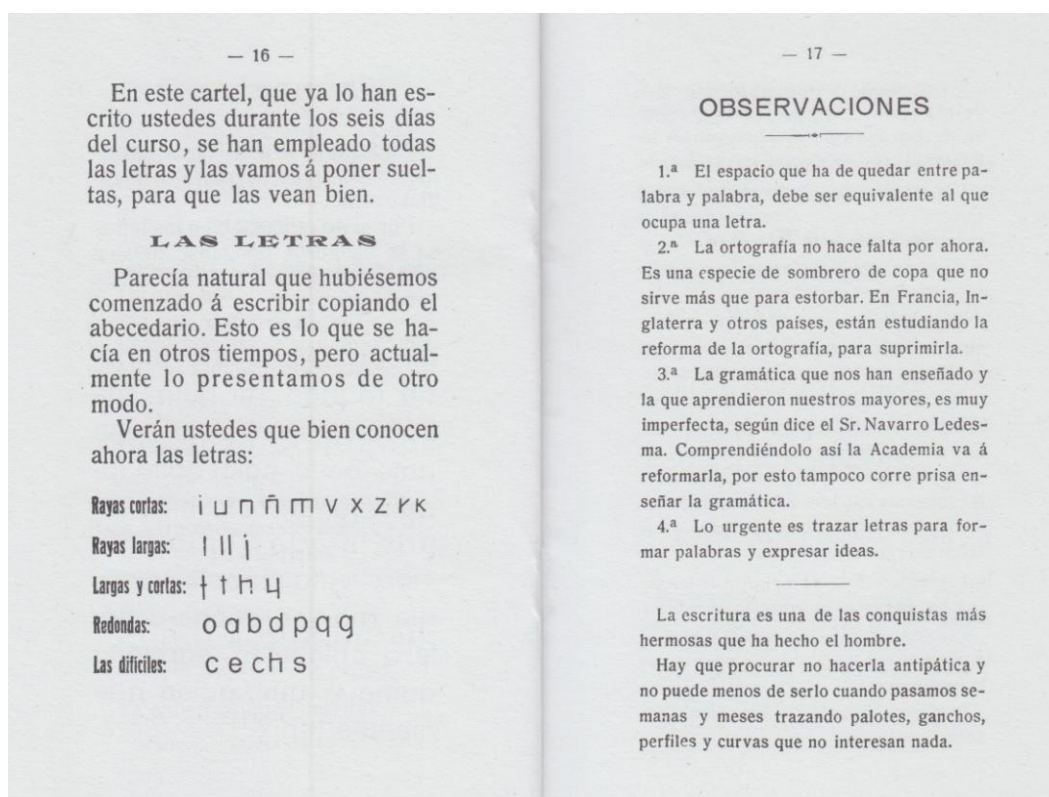 — 16 —
En este cartel, que ya lo han es-
crito ustedes durante los seis días
del curso, se han empleado todas
las letras y las vamos á poner suel-
tas, para que las vean bien.
LAS LETRAS
Parecía natural que hubiésemos
comenzado á escribir copiando el
abecedario. Esto es lo que se ha-
cía en otros tiempos, pero actual-
mente lo presentamos de otro
modo.
Verán ustedes que bien conocen
ahora las letras:
Rayas cortas: i u n ñ m v x z r k
Rayas largas: l ll j
Largas y cortas: f t h y
Redondas: o a b d p q g
Las difíciles: c e ch s
— 17 —
OBSERVACIONES
1.ª El espacio que ha de quedar entre pa-
labra y palabra, debe ser equivalente al que
ocupa una letra.
2.ª La ortografía no hace falta por ahora.
Es una especie de sombrero de copa que no
sirve más que para estorbar. En Francia, In-
glaterra y otros países, están estudiando la
reforma de la ortografía, para suprimirla.
3.ª La gramática que nos han enseñado y
la que aprendieron nuestros mayores, es muy
imperfecta, según dice el Sr. Navarro Ledes-
ma. Comprendiéndolo así la Academia va á
reformarla, por esto tampoco corre prisa en-
señar la gramática.
4.ª Lo urgente es trazar letras para for-
mar palabras y expresar ideas.
La escritura es una de las conquistas más
hermosas que ha hecho el hombre.
Hay que procurar no hacerla antipática y
no puede menos de serlo cuando pasamos se-
manas y meses trazando palotes, ganchos,
perfiles y curvas que no interesan nada.